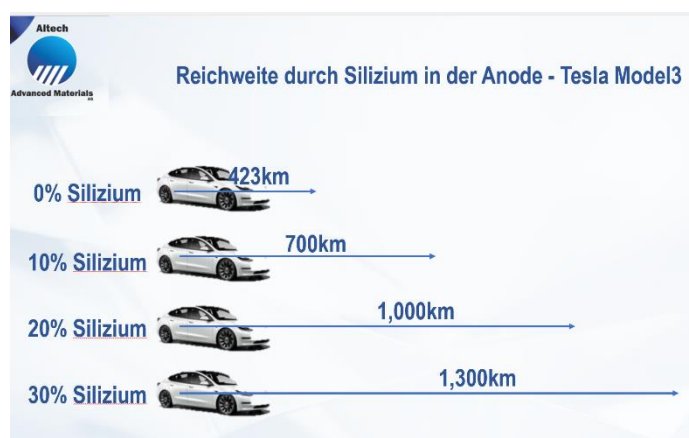 Altech
Advanced Materials
Reichweite durch Silizium in der Anode - Tesla Model3
0% Silizium
423km
10% Silizium
700km
20% Silizium
1,000km
30% Silizium
1,300km